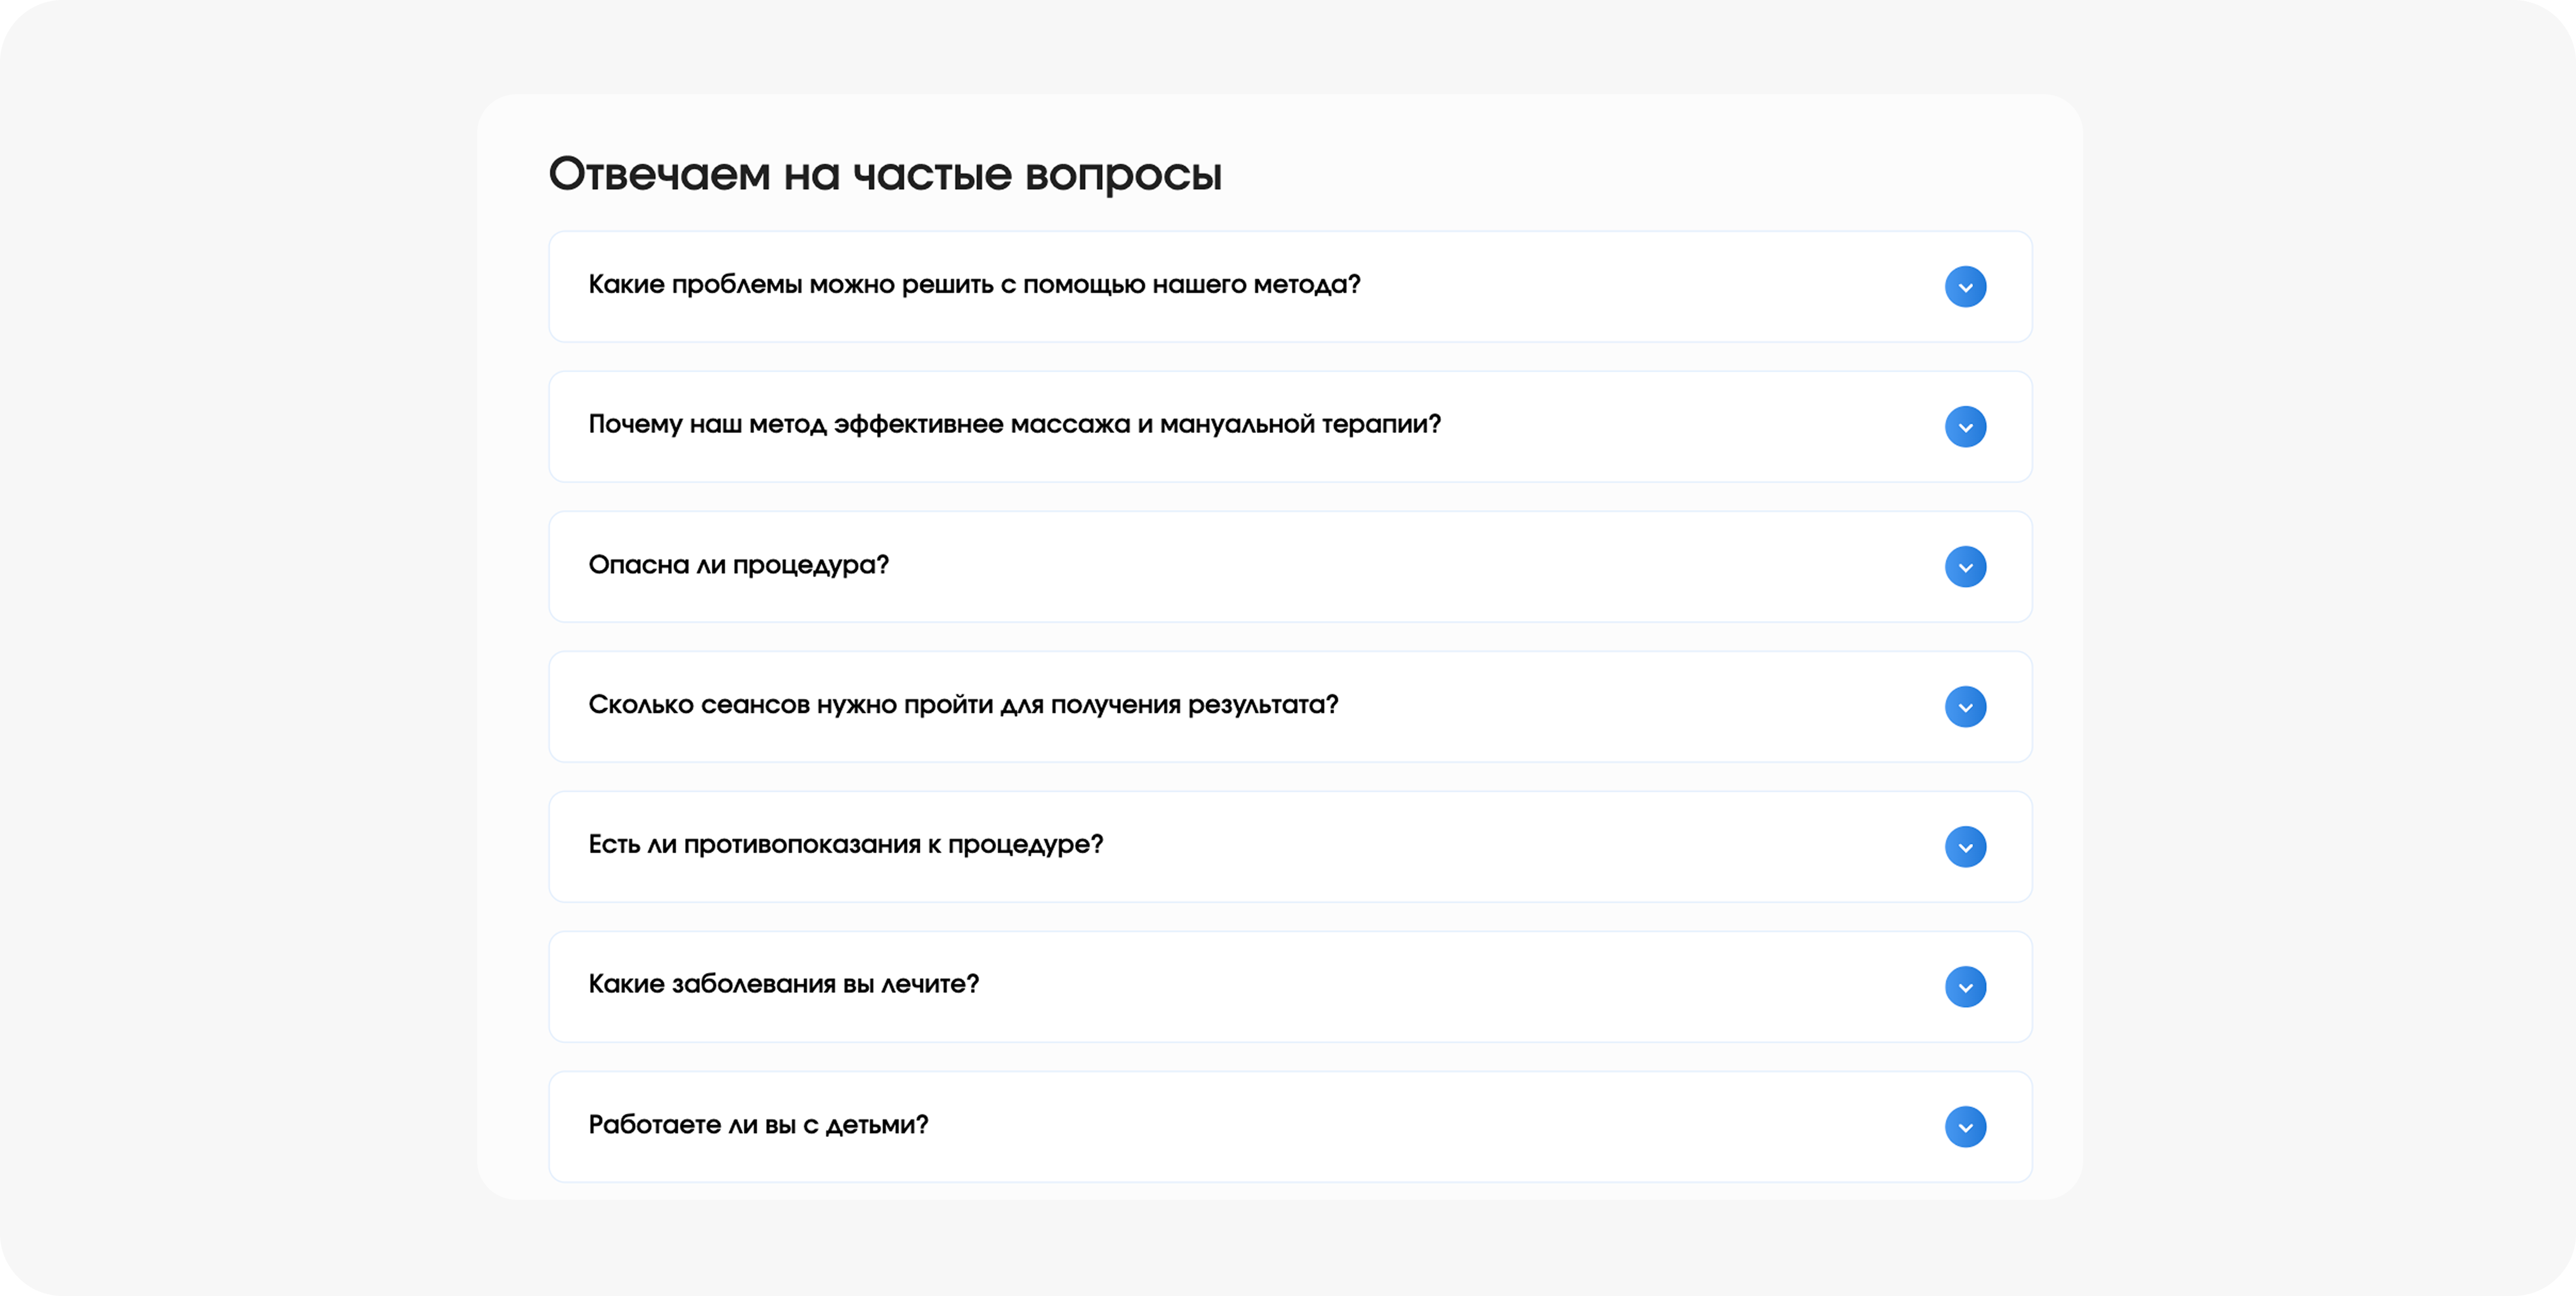 Отвечаем на частые вопросы
Какие проблемы можно решить с помощью нашего метода?
Почему наш метод эффективнее массажа и мануальной терапии?
Опасна ли процедура?
Сколько сеансов нужно пройти для получения результата?
Есть ли противопоказания к процедуре?
Какие заболевания вы лечите?
Работаете ли вы с детьми?